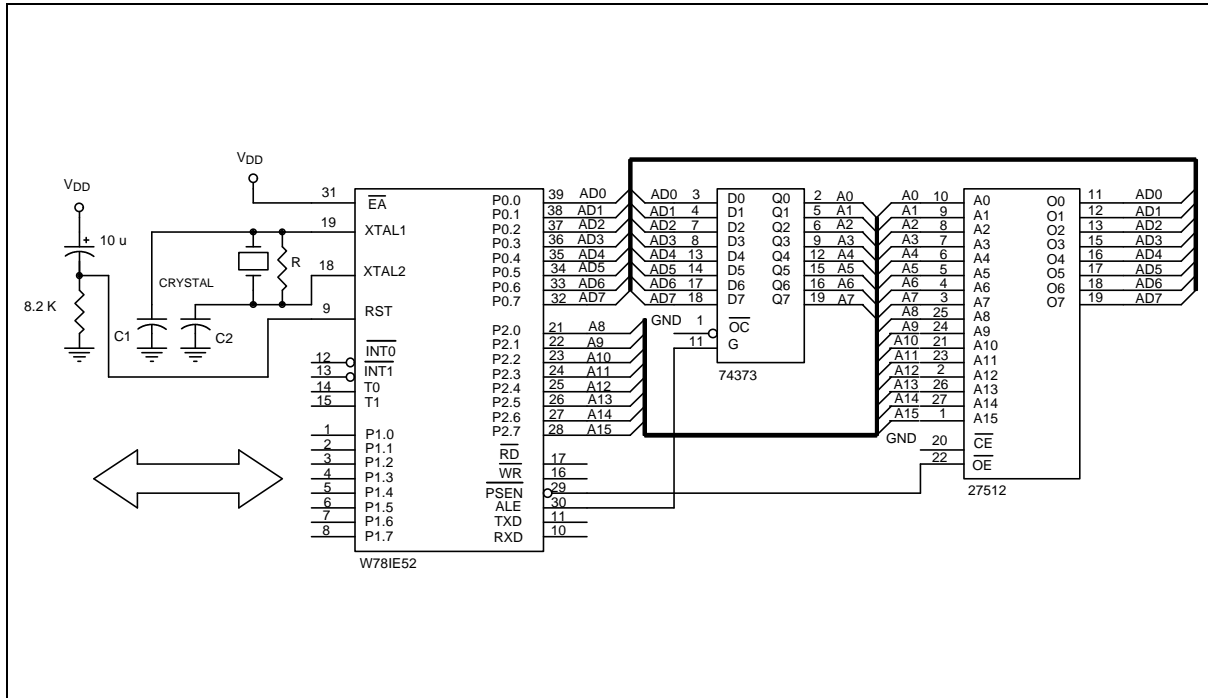 VDD
10 u
8.2 K
VDD
CRYSTAL
R
C1
C2
31 EA
19 XTAL1
18 XTAL2
9 RST
12 INT0
13 INT1
14 T0
15 T1
1 P1.0
2 P1.1
3 P1.2
4 P1.3
5 P1.4
6 P1.5
7 P1.6
8 P1.7
P0.0 39 AD0
P0.1 38 AD1
P0.2 37 AD2
P0.3 36 AD3
P0.4 35 AD4
P0.5 34 AD5
P0.6 33 AD6
P0.7 32 AD7
P2.0 21 A8
P2.1 22 A9
P2.2 23 A10
P2.3 24 A11
P2.4 25 A12
P2.5 26 A13
P2.6 27 A14
P2.7 28 A15
RD 17
WR 16
PSEN 29
ALE 30
TXD 11
RXD 10
W78IE52
AD0 3 D0 Q0 2 A0
AD1 4 D1 Q1 5 A1
AD2 7 D2 Q2 6 A2
AD3 8 D3 Q3 9 A3
AD4 13 D4 Q4 12 A4
AD5 14 D5 Q5 15 A5
AD6 17 D6 Q6 16 A6
AD7 18 D7 Q7 19 A7
GND 1 OC
11 G
74373
A0 10 A0 O0 11 AD0
A1 9 A1 O1 12 AD1
A2 8 A2 O2 13 AD2
A3 7 A3 O3 15 AD3
A4 6 A4 O4 16 AD4
A5 5 A5 O5 17 AD5
A6 4 A6 O6 18 AD6
A7 3 A7 O7 19 AD7
A8 25 A8
A9 24 A9
A10 21 A10
A11 23 A11
A12 2 A12
A13 26 A13
A14 27 A14
A15 1 A15
GND 20 CE
22 OE
27512